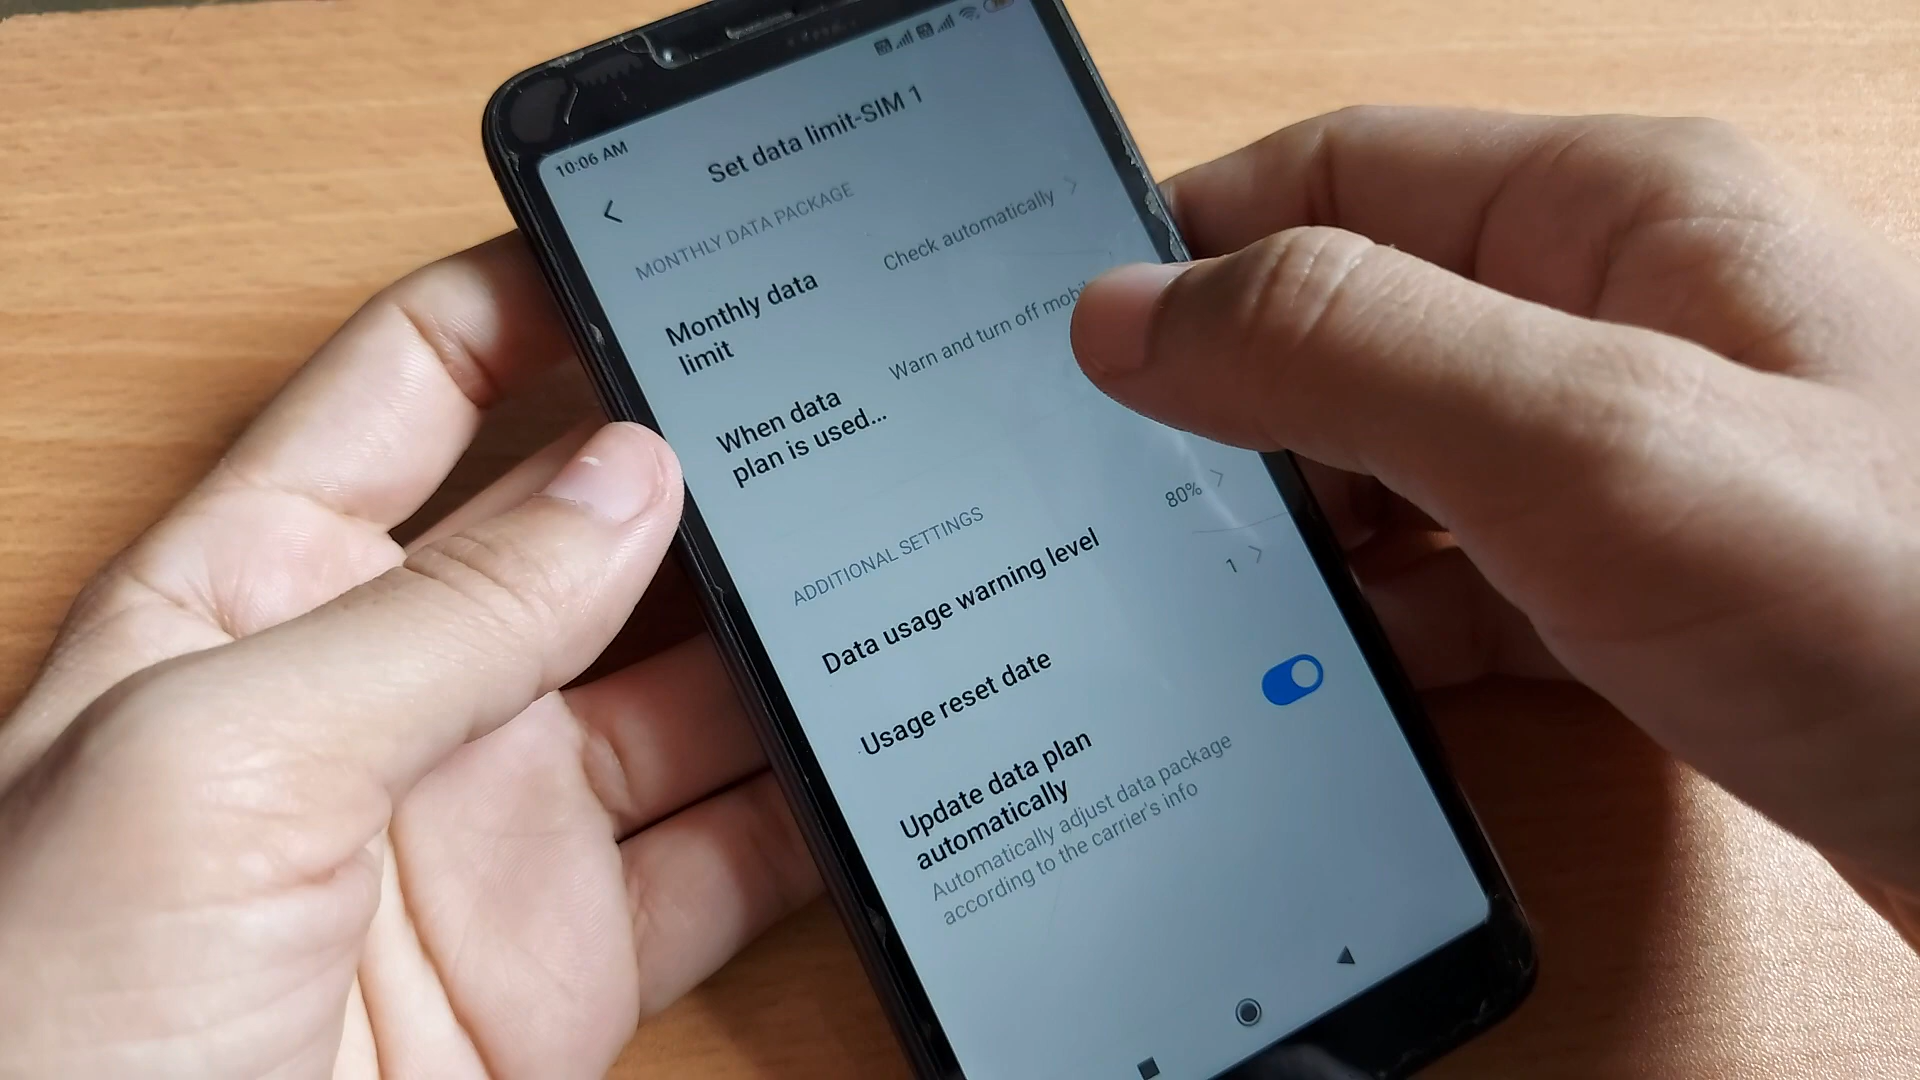 10:06 AM
Set data limit-SIM 1
MONTHLY DATA PACKAGE
Monthly data
limit
Check automatically
When data
plan is used...
Warn and turn off
ADDITIONAL SETTINGS
Data usage warning level
80%
Usage reset date
1
Update data plan
automatically
Automatically adjust data package
according to the carrier's info